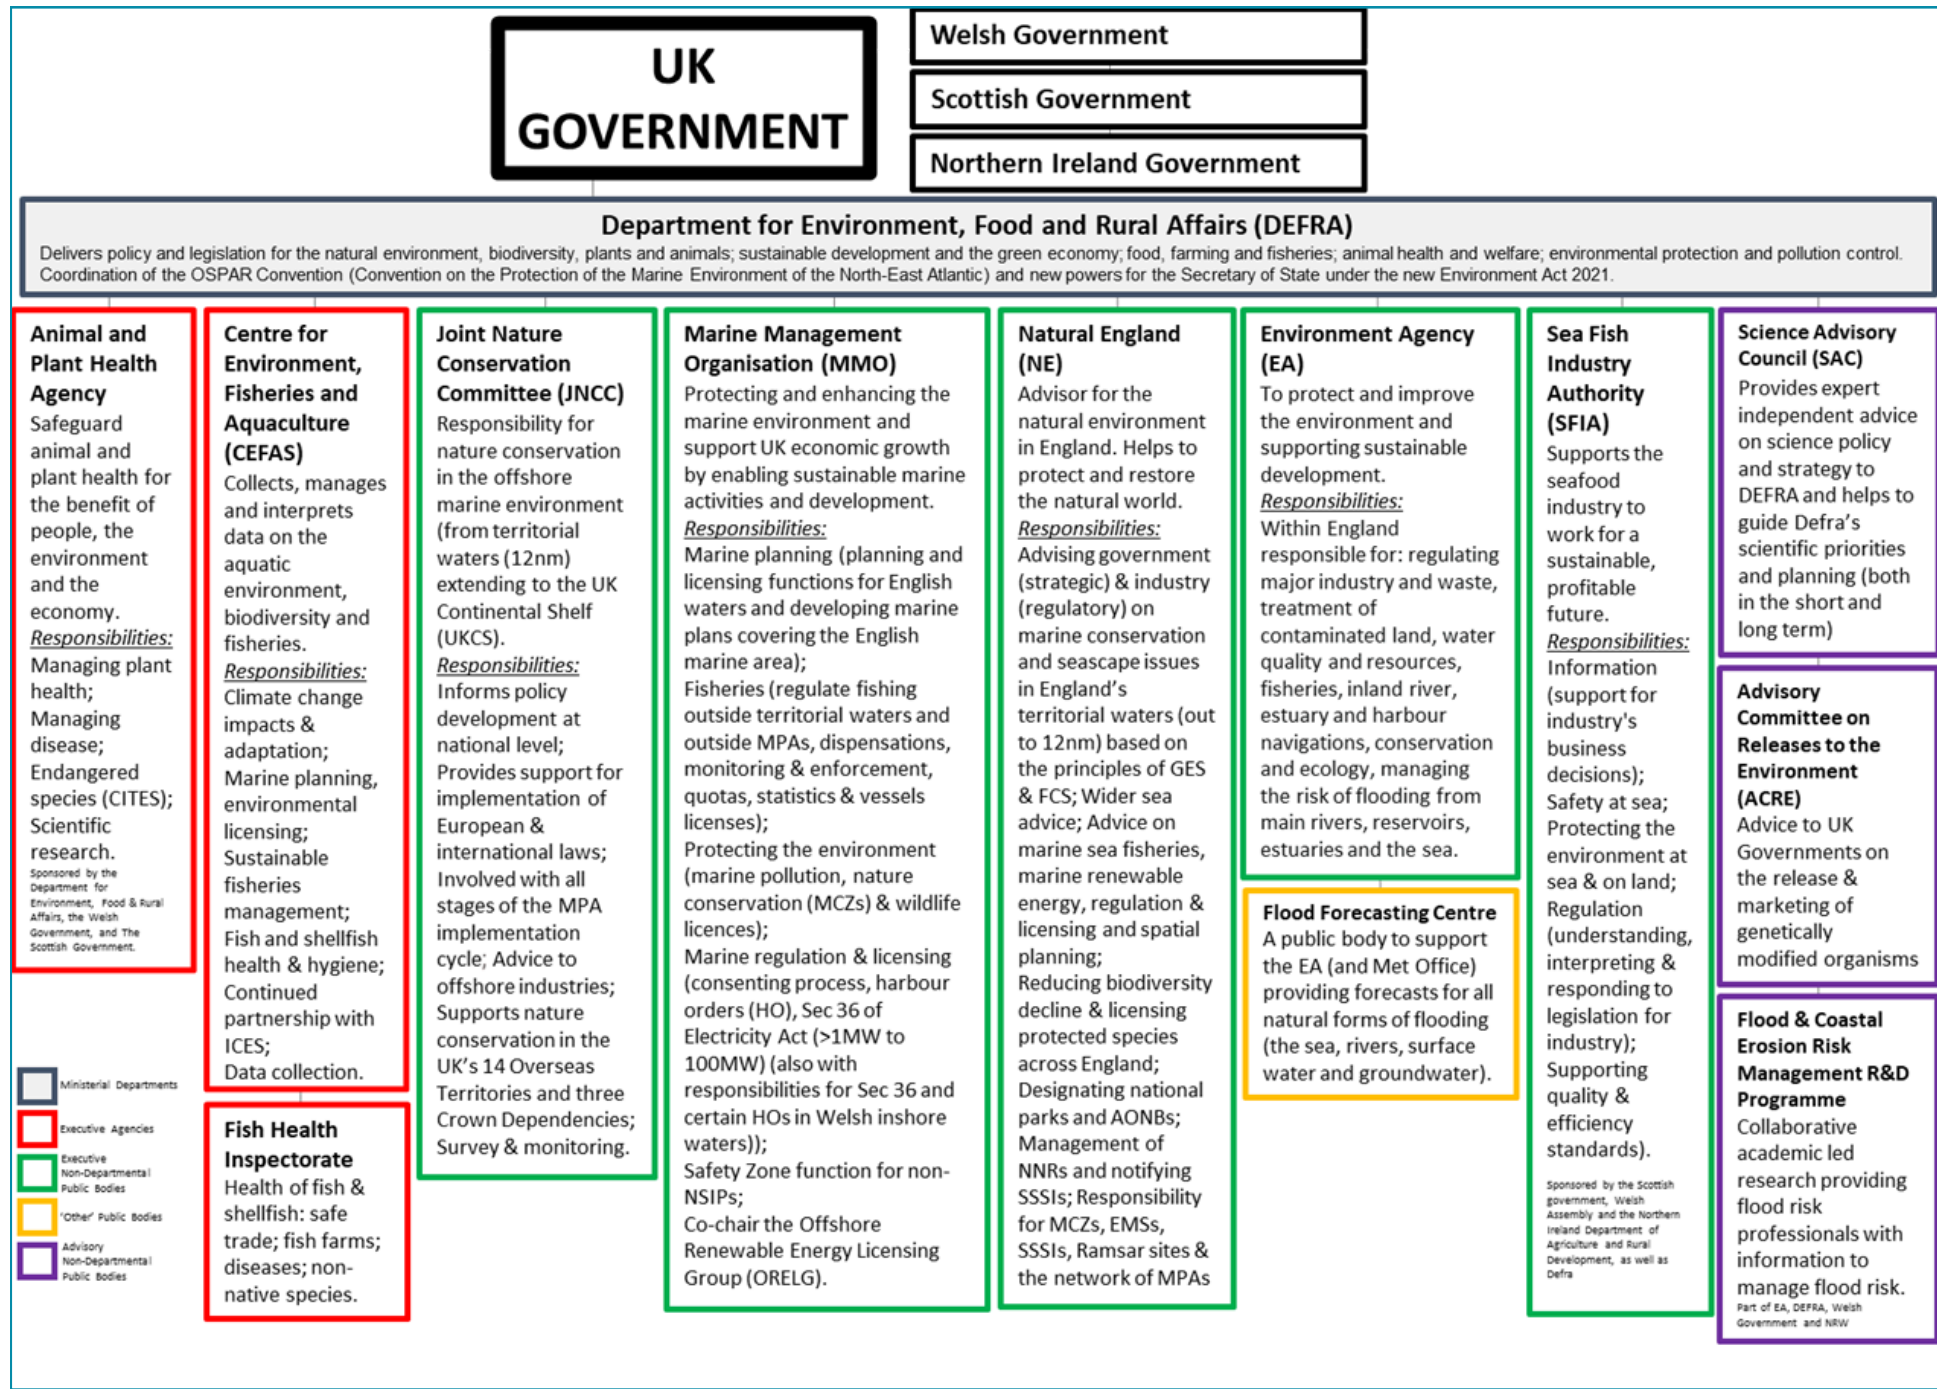 UK
GOVERNMENT
Welsh Government
Scottish Government
Northern Ireland Government
Department for Environment, Food and Rural Affairs (DEFRA)
Delivers policy and legislation for the natural environment, biodiversity, plants and animals; sustainable development and the green economy; food, farming and fisheries; animal health and welfare; environmental protection and pollution control.
Coordination of the OSPAR Convention (Convention on the Protection of the Marine Environment of the North-East Atlantic) and new powers for the Secretary of State under the new Environment Act 2021.
Animal and
Plant Health
Agency
Safeguard
animal and
plant health for
the benefit of
people, the
environment
and the
economy.
Responsibilities:
Managing plant
health;
Managing
disease;
Endangered
species (CITES);
Scientific
research.
Sponsored by the
Department for
Environment, Food & Rural
Affairs, the Welsh
Government, and The
Scottish Government.
Centre for
Environment,
Fisheries and
Aquaculture
(CEFAS)
Collects, manages
and interprets
data on the
aquatic
environment,
biodiversity and
fisheries.
Responsibilities:
Climate change
impacts &
adaptation;
Marine planning,
environmental
licensing;
Sustainable
fisheries
management;
Fish and shellfish
health & hygiene;
Continued
partnership with
ICES;
Data collection.
Fish Health
Inspectorate
Health of fish &
shellfish: safe
trade; fish farms;
diseases; non-
native species.
Joint Nature
Conservation
Committee (JNCC)
Responsibility for
nature conservation
in the offshore
marine environment
(from territorial
waters (12nm)
extending to the UK
Continental Shelf
(UKCS).
Responsibilities:
Informs policy
development at
national level;
Provides support for
implementation of
European &
international laws;
Involved with all
stages of the MPA
implementation
cycle; Advice to
offshore industries;
Supports nature
conservation in the
UK's 14 Overseas
Territories and three
Crown Dependencies;
Survey & monitoring.
Marine Management
Organisation (MMO)
Protecting and enhancing the
marine environment and
support UK economic growth
by enabling sustainable marine
activities and development.
Responsibilities:
Marine planning (planning and
licensing functions for English
waters and developing marine
plans covering the English
marine area);
Fisheries (regulate fishing
outside territorial waters and
outside MPAs, dispensations,
monitoring & enforcement,
quotas, statistics & vessels
licenses);
Protecting the environment
(marine pollution, nature
conservation (MCZs) & wildlife
licences);
Marine regulation & licensing
(consenting process, harbour
orders (HO), Sec 36 of
Electricity Act (>1MW to
100MW) (also with
responsibilities for Sec 36 and
certain HOs in Welsh inshore
waters));
Safety Zone function for non-
NSIPs;
Co-chair the Offshore
Renewable Energy Licensing
Group (ORELG).
Natural England
(NE)
Advisor for the
natural environment
in England. Helps to
protect and restore
the natural world.
Responsibilities:
Advising government
(strategic) & industry
(regulatory) on
marine conservation
and seascape issues
in England's
territorial waters (out
to 12nm) based on
the principles of GES
& FCS; Wider sea
advice; Advice on
marine sea fisheries,
marine renewable
energy, regulation &
licensing and spatial
planning;
Reducing biodiversity
decline & licensing
protected species
across England;
Designating national
parks and AONBs;
Management of
NNRs and notifying
SSSIs; Responsibility
for MCZs, EMSs,
SSSIs, Ramsar sites &
the network of MPAs
Environment Agency
(EA)
To protect and improve
the environment and
supporting sustainable
development.
Responsibilities:
Within England
responsible for: regulating
major industry and waste,
treatment of
contaminated land, water
quality and resources,
fisheries, inland river,
estuary and harbour
navigations, conservation
and ecology, managing
the risk of flooding from
main rivers, reservoirs,
estuaries and the sea.
Flood Forecasting Centre
A public body to support
the EA (and Met Office)
providing forecasts for all
natural forms of flooding
(the sea, rivers, surface
water and groundwater).
Sea Fish
Industry
Authority
(SFIA)
Supports the
seafood
industry to
work for a
sustainable,
profitable
future.
Responsibilities:
Information
(support for
industry's
business
decisions);
Safety at sea;
Protecting the
environment at
sea & on land;
Regulation
(understanding,
interpreting &
responding to
legislation for
industry);
Supporting
quality &
efficiency
standards).
Sponsored by the Scottish
government, Welsh
Assembly and the Northern
Ireland Department of
Agriculture and Rural
Development, as well as
Defra
Science Advisory
Council (SAC)
Provides expert
independent advice
on science policy
and strategy to
DEFRA and helps to
guide Defra's
scientific priorities
and planning (both
in the short and
long term)
Advisory
Committee on
Releases to the
Environment
(ACRE)
Advice to UK
Governments on
the release &
marketing of
genetically
modified organisms
Flood & Coastal
Erosion Risk
Management R&D
Programme
Collaborative
academic led
research providing
flood risk
professionals with
information to
manage flood risk.
Part of EA, DEFRA, Welsh
Government and NRW
Ministerial Departments
Executive Agencies
Executive
Non-Departmental
Public Bodies
'Other' Public Bodies
Advisory
Non-Departmental
Public Bodies